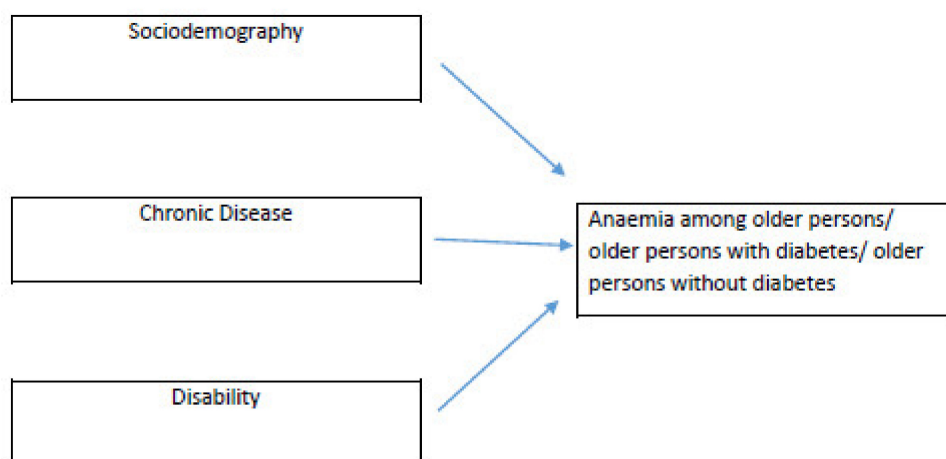 Sociodemography
Chronic Disease
Anaemia among older persons/
older persons with diabetes/ older
persons without diabetes
Disability